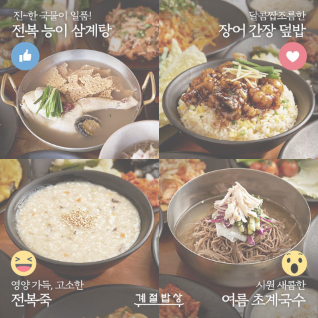 진~한 국물이 일품!
전복 능이 삼계탕
달콤짭조름한
장어 간장 덮밥
영양 가득, 고소한
전복죽
계절밥상
시원 새콤한
여름 초계국수